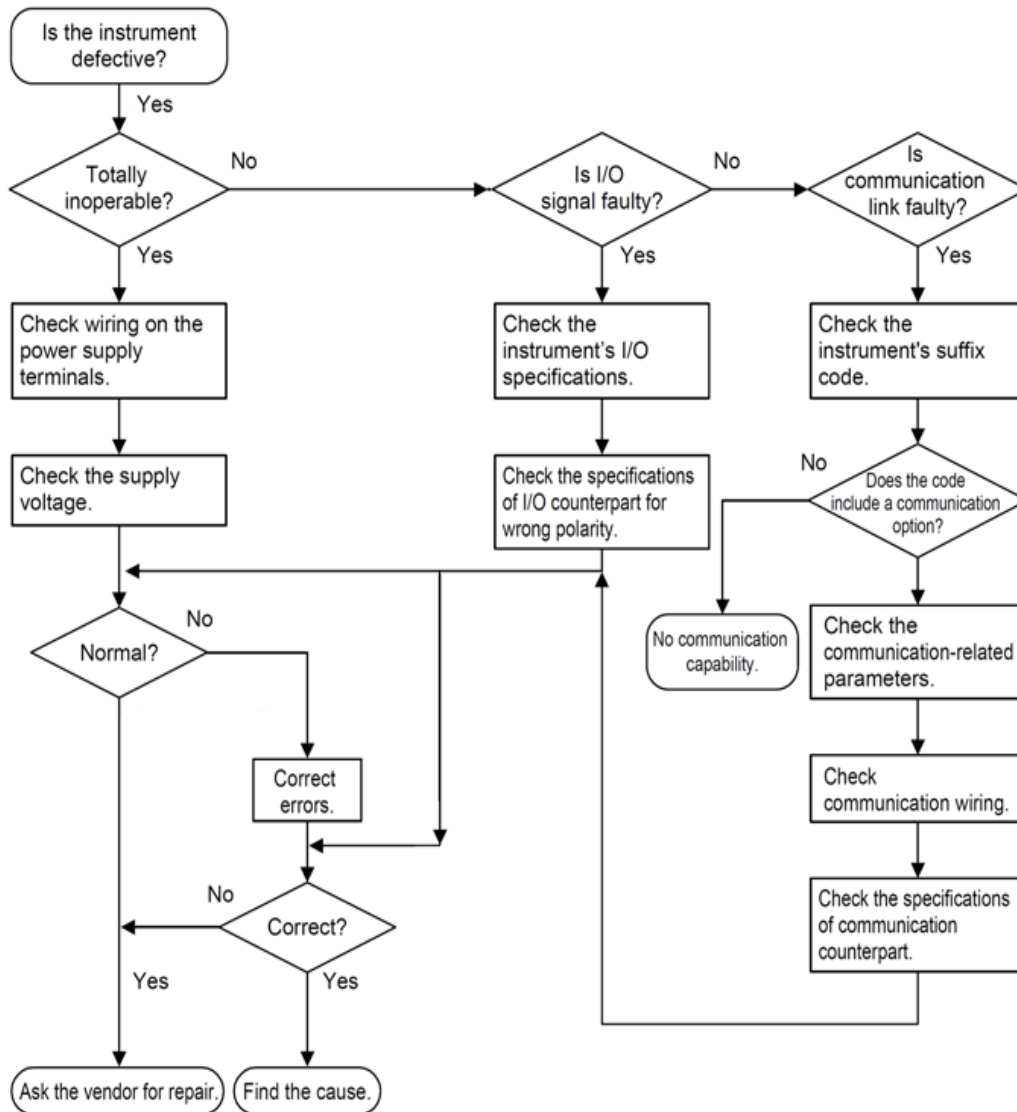 Is the instrument
defective?
Yes
Totally
inoperable?
No
Is I/O
signal faulty?
No
Is
communication
link faulty?
Yes
Yes
Yes
Check wiring on the
power supply
terminals.
Check the
instrument’s I/O
specifications.
Check the
instrument's suffix
code.
Check the supply
voltage.
Check the specifications
of I/O counterpart for
wrong polarity.
No
Does the code
include a communication
option?
No communication
capability.
Check the
communication-related
parameters.
Normal?
No
Correct
errors.
Check
communication wiring.
No
Correct?
Check the specifications
of communication
counterpart.
Yes
Yes
Ask the vendor for repair.
Find the cause.